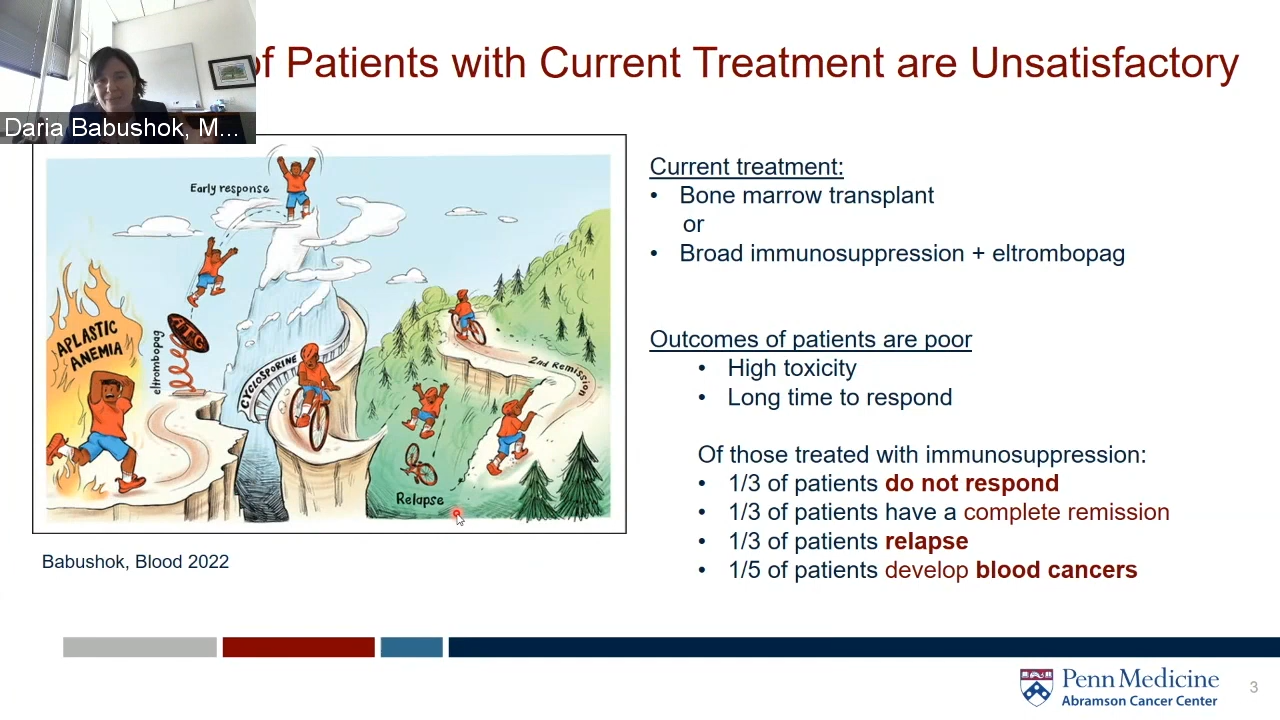 of Patients with Current Treatment are Unsatisfactory
Daria Babushok, M...
Early response
APLASTIC
ANEMIA
eltrombopag
ATG
CYCLOSPORINE
2nd Remission
Relapse
Babushok, Blood 2022
Current treatment:
• Bone marrow transplant
or
• Broad immunosuppression + eltrombopag
Outcomes of patients are poor
• High toxicity
• Long time to respond
Of those treated with immunosuppression:
• 1/3 of patients do not respond
• 1/3 of patients have a complete remission
• 1/3 of patients relapse
• 1/5 of patients develop blood cancers
Penn Medicine
Abramson Cancer Center
3